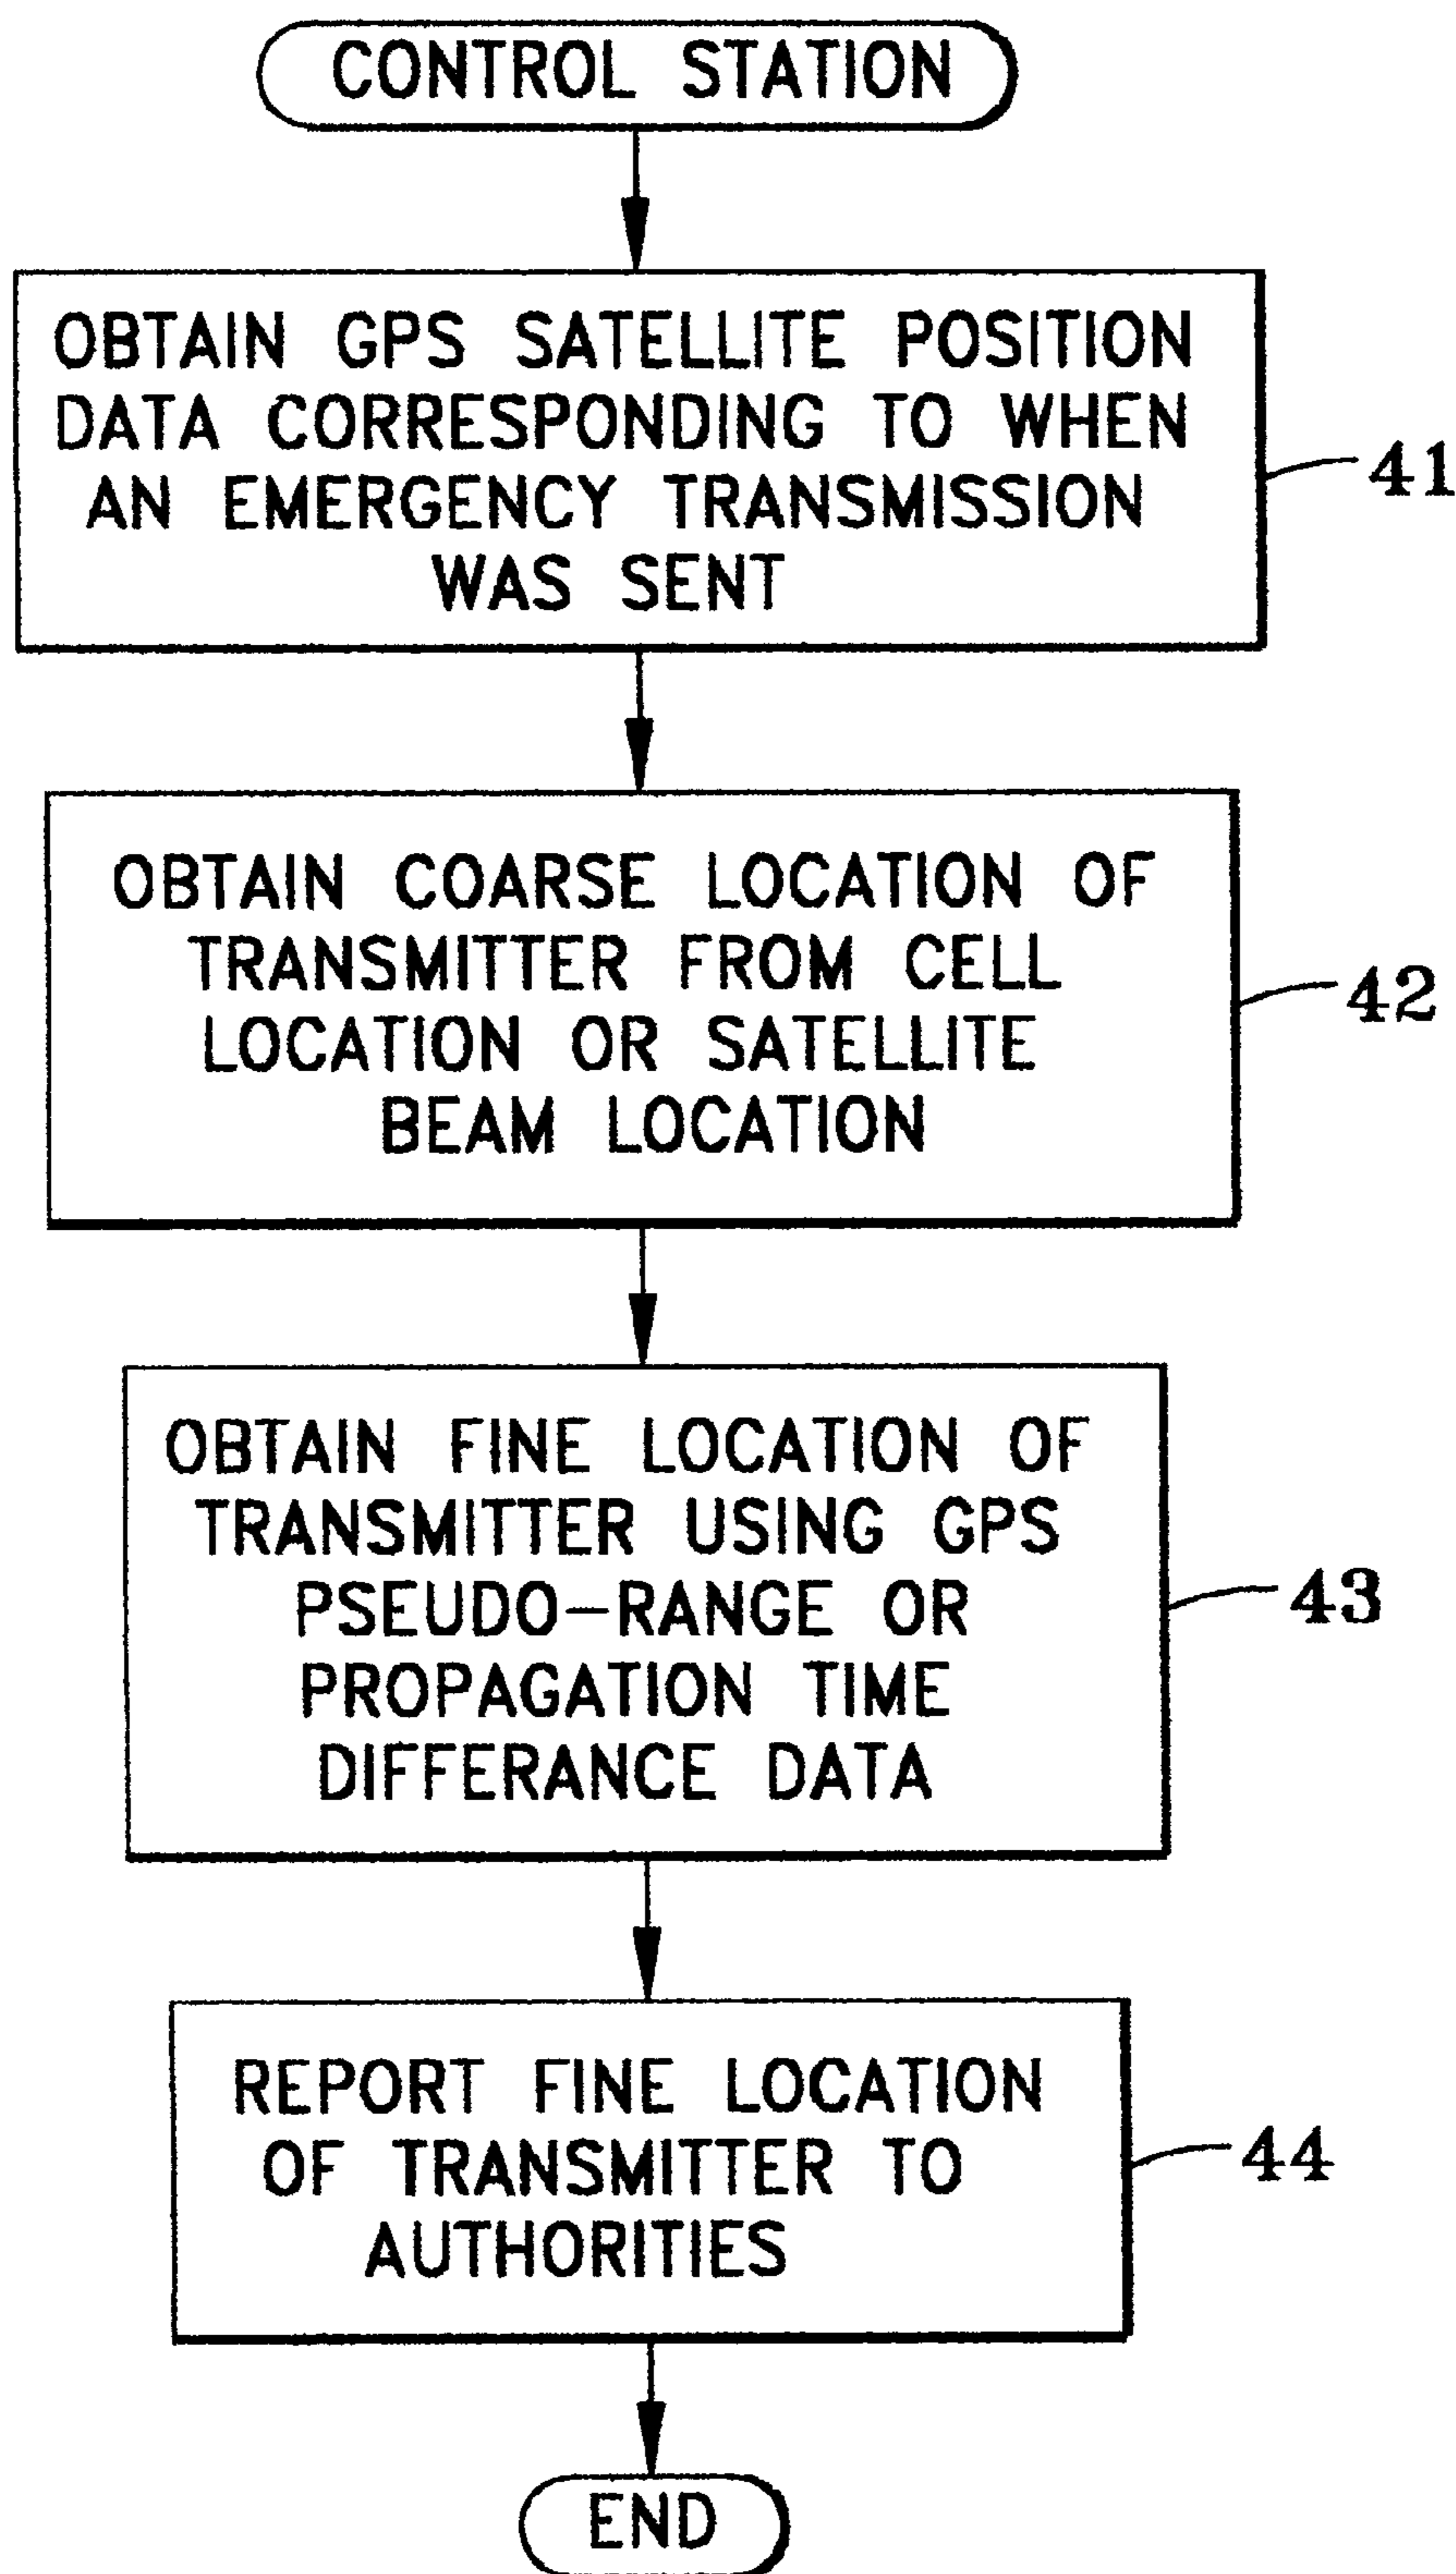 CONTROL STATION
OBTAIN GPS SATELLITE POSITION
DATA CORRESPONDING TO WHEN
AN EMERGENCY TRANSMISSION
WAS SENT
41
OBTAIN COARSE LOCATION OF
TRANSMITTER FROM CELL
LOCATION OR SATELLITE
BEAM LOCATION
42
OBTAIN FINE LOCATION OF
TRANSMITTER USING GPS
PSEUDO-RANGE OR
PROPAGATION TIME
DIFFERANCE DATA
43
REPORT FINE LOCATION
OF TRANSMITTER TO
AUTHORITIES
44
END